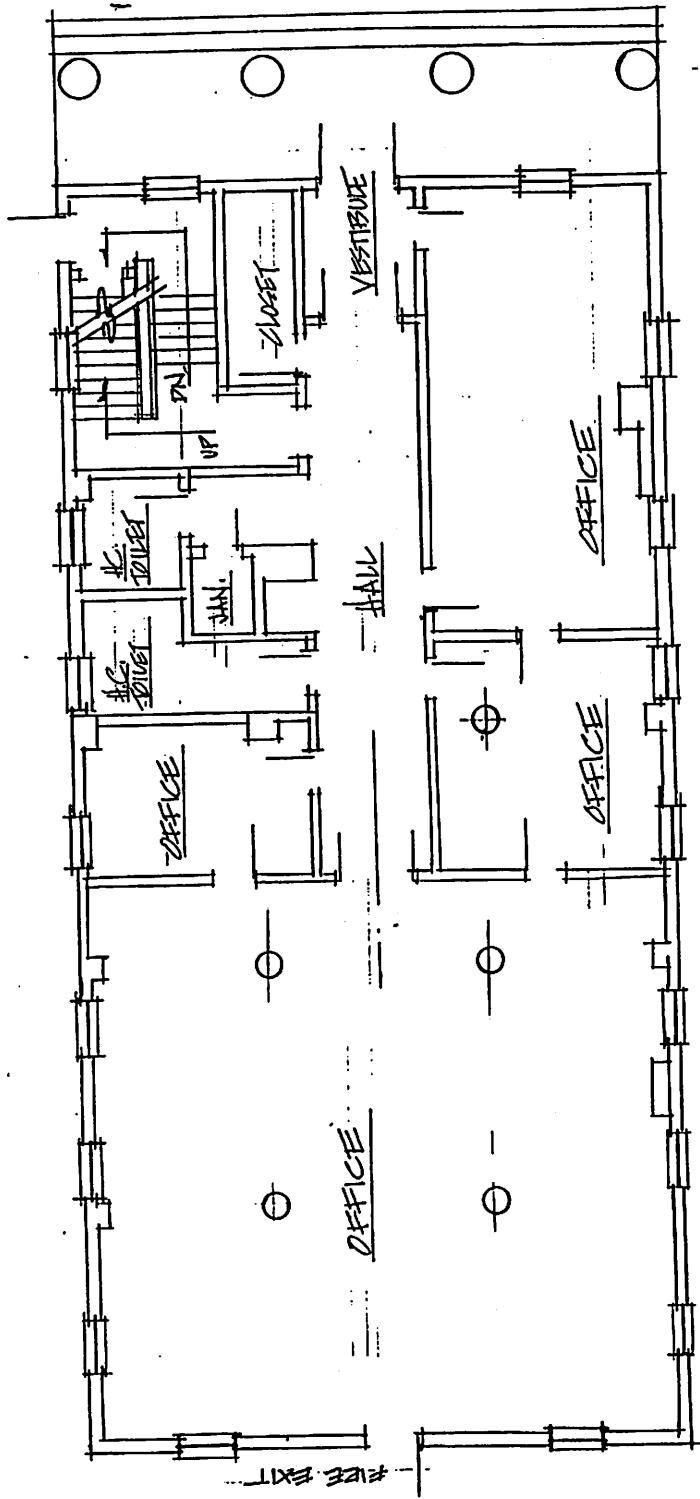 VESTIBULE
CLOSET
DN.
UP
H.C.
TOILET
JAN.
HALL
OFFICE
H.C.
TOILET
OFFICE
OFFICE
OFFICE
FIRE EXIT